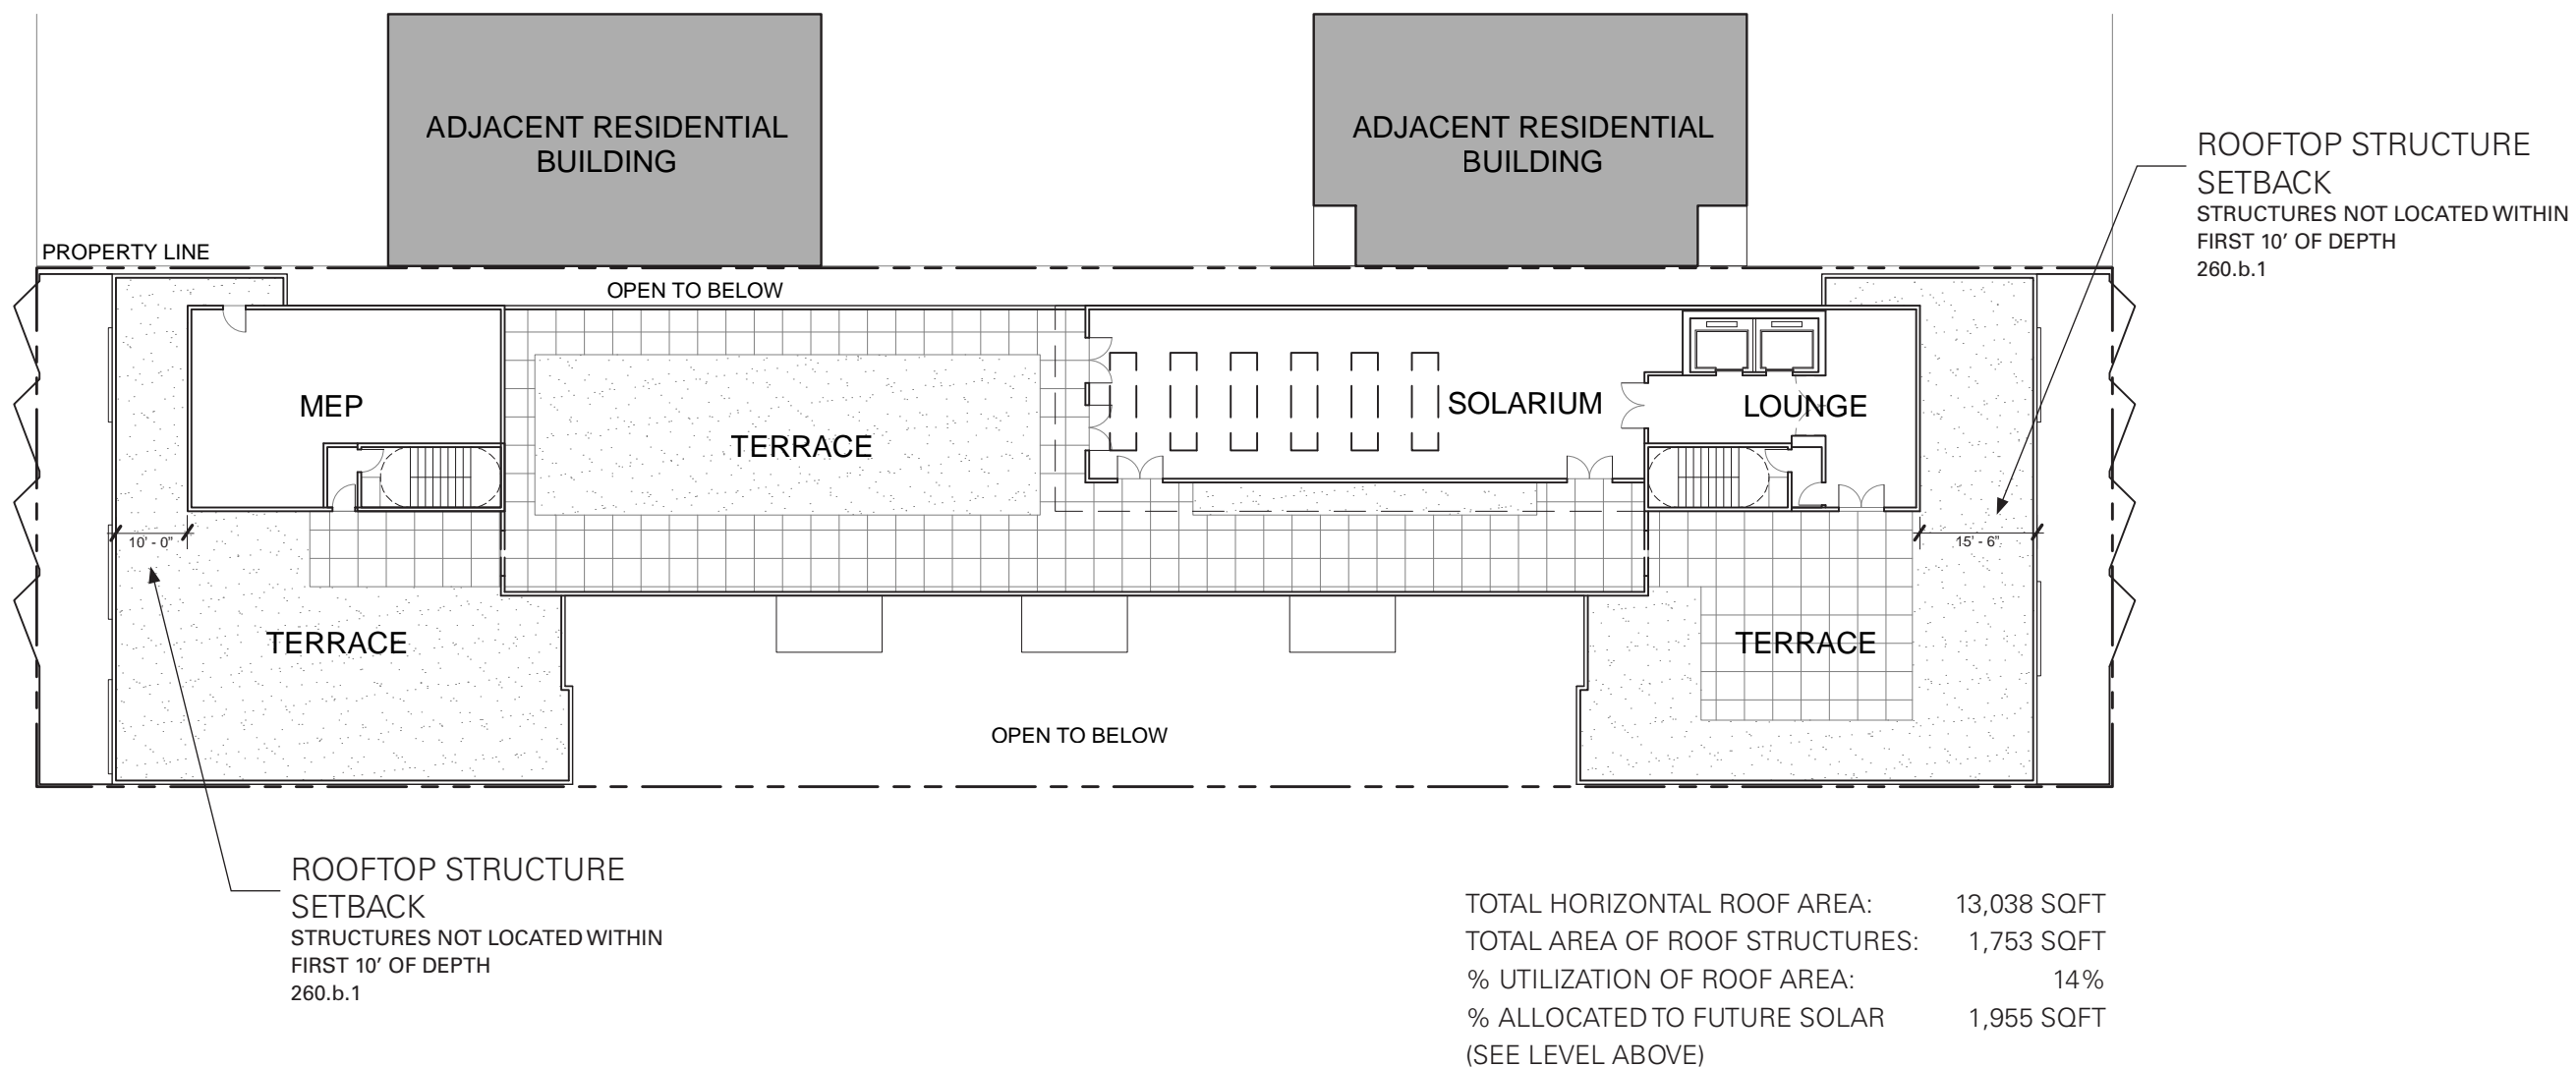 ADJACENT RESIDENTIAL
BUILDING
ADJACENT RESIDENTIAL
BUILDING
ROOFTOP STRUCTURE
SETBACK
STRUCTURES NOT LOCATED WITHIN
FIRST 10' OF DEPTH
260.b.1
PROPERTY LINE
OPEN TO BELOW
MEP
TERRACE
SOLARIUM
LOUNGE
10' - 0"
15' - 6"
TERRACE
TERRACE
OPEN TO BELOW
ROOFTOP STRUCTURE
SETBACK
STRUCTURES NOT LOCATED WITHIN
FIRST 10' OF DEPTH
260.b.1
TOTAL HORIZONTAL ROOF AREA: 13,038 SQFT
TOTAL AREA OF ROOF STRUCTURES: 1,753 SQFT
% UTILIZATION OF ROOF AREA: 14%
% ALLOCATED TO FUTURE SOLAR 1,955 SQFT
(SEE LEVEL ABOVE)